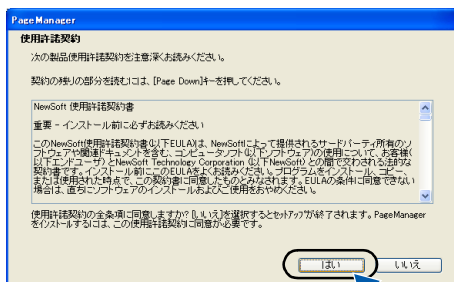 PageManager
使用許諾契約
次の製品使用許諾契約を注意深くお読みください。
契約の残りの部分を読むには、[Page Down]キーを押してください。
NewSoft 使用許諾契約書
重要 - インストール前に必ずお読みください
このNewSoft使用許諾契約書(以下EULA)は、NewSoftによって提供されるサードパーティ所有のソ
フトウェアや関連ドキュメントを含む、コンピュータソフト(以下ソフトウェア)の使用について、お客様(
以下エンドユーザ)とNewSoft Technology Corporation (以下NewSoft)との間で交わされる法的な
契約書です。インストール前にこのEULAをよくお読みください。プログラムをインストール、コピー、
または使用された時点で、この契約書に同意したものとみなされます。EULAの条件に同意できない
場合は、直ちにソフトウェアのインストールおよびご使用をおやめください。
使用許諾契約の全条項に同意しますか? [いいえ]を選択するとセットアップが終了されます。PageManager
をインストールするには、この使用許諾契約に同意が必要です。
はい
いいえ